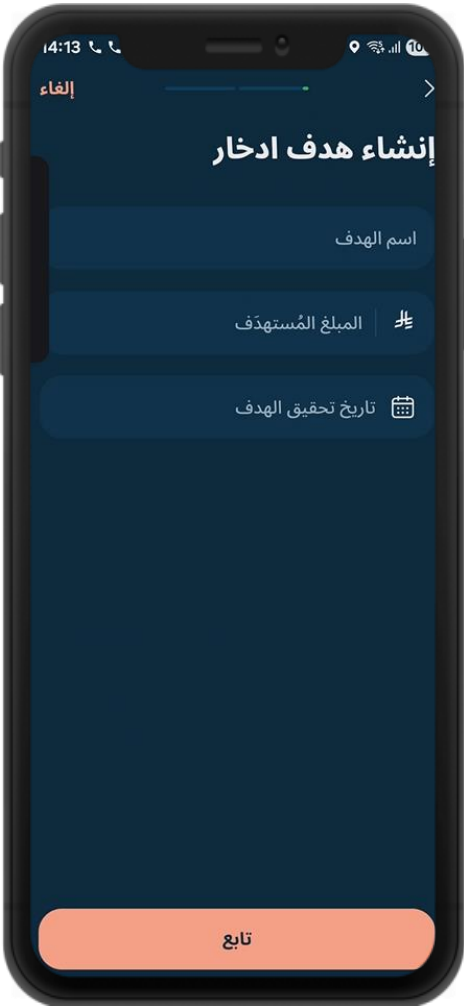 14:13
إلغاء
إنشاء هدف ادخار
اسم الهدف
المبلغ المُستهدَف
تاريخ تحقيق الهدف
تابع